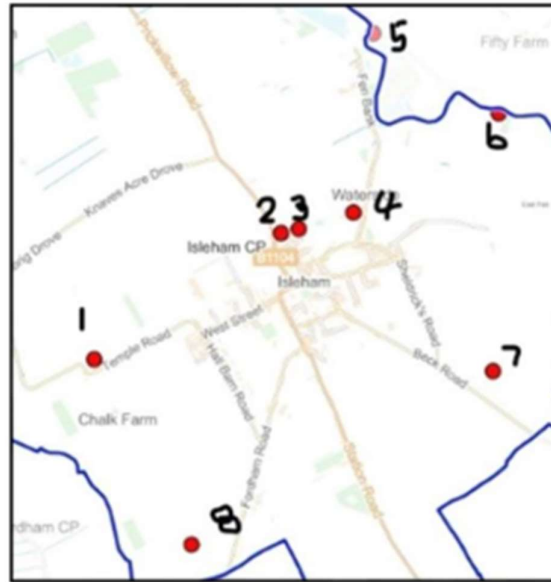 5
Fifty Farm
Prickwillow Road
Fen Bank
6
Knaves Acre Drove
2
3
Waterside
4
Isleham CP
B1104
Isleham
Sheldrick's Road
1
Temple Road
West Street
Hall Barn Road
Beck Road
7
Chalk Farm
Fordham Road
Station Road
8
dham CP